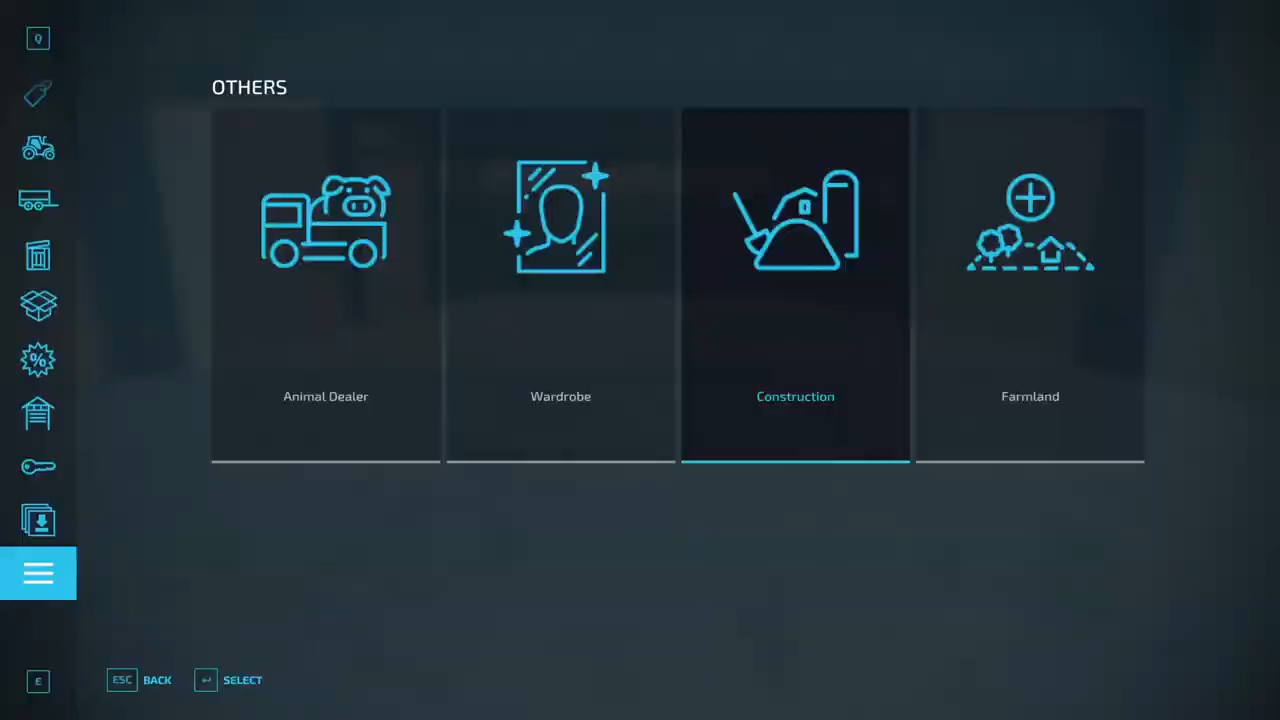 Q
OTHERS
%
Animal Dealer
Wardrobe
Construction
Farmland
E
ESC BACK
SELECT